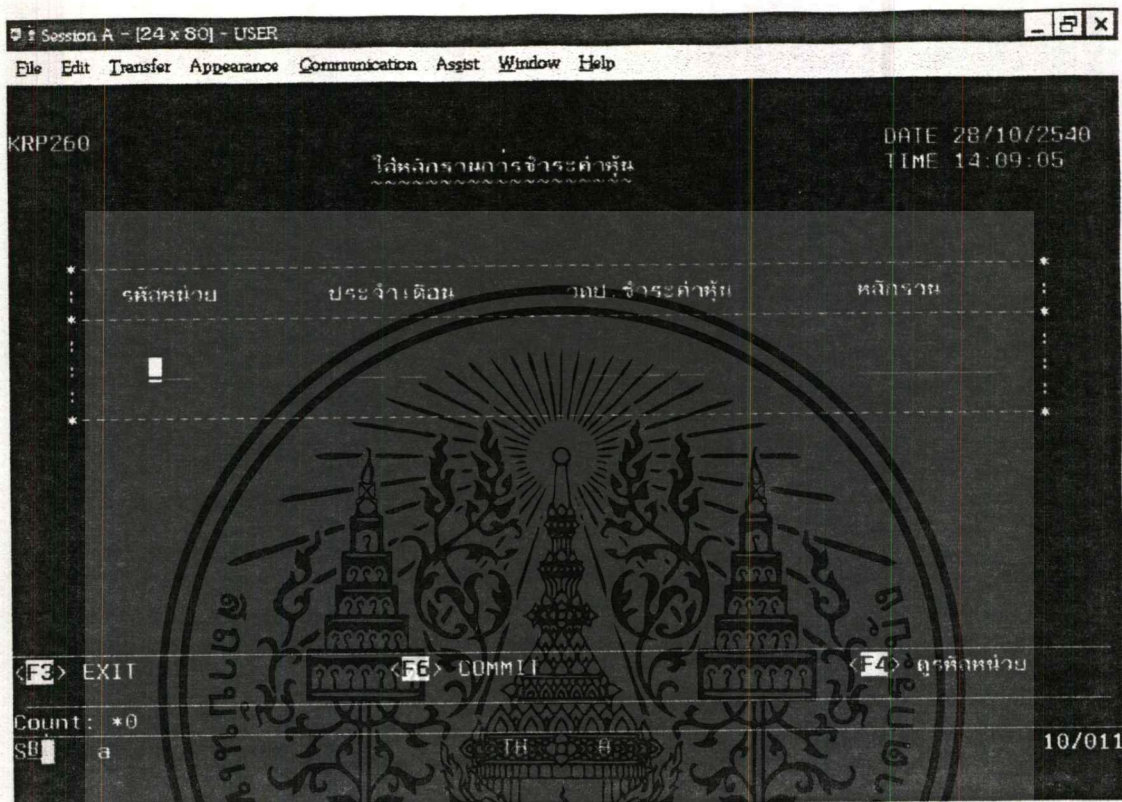 Session A - [24 x 80] - USER
File Edit Transfer Appearance Communication Assist Window Help
KRP260 DATE 28/10/2540
ใส่หลักฐานการชำระค่าหุ้น TIME 14:09:05
รหัสหน่วย ประจำเดือน วดป.ชำระค่าหุ้น หลักฐาน
<F3> EXIT <F6> COMMIT <F4> ดูรหัสหน่วย
Count: *0
a 10/011